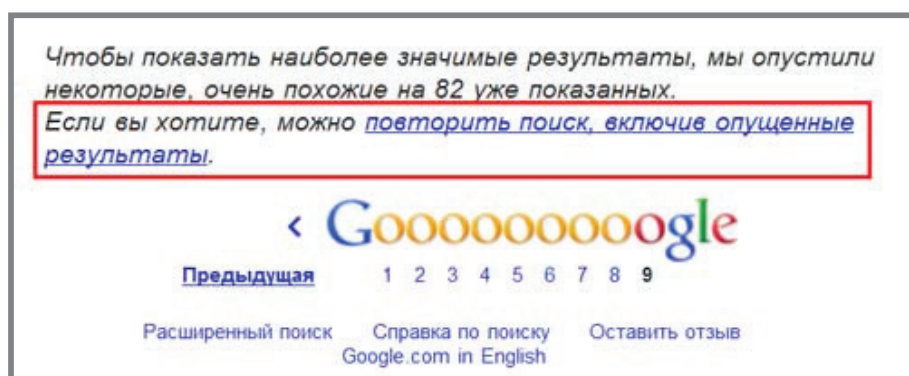 Чтобы показать наиболее значимые результаты, мы опустили
некоторые, очень похожие на 82 уже показанных.
Если вы хотите, можно повторить поиск, включив опущенные
результаты.
< Goooooooooogle
Предыдущая 1 2 3 4 5 6 7 8 9
Расширенный поиск Справка по поиску Оставить отзыв
Google.com in English